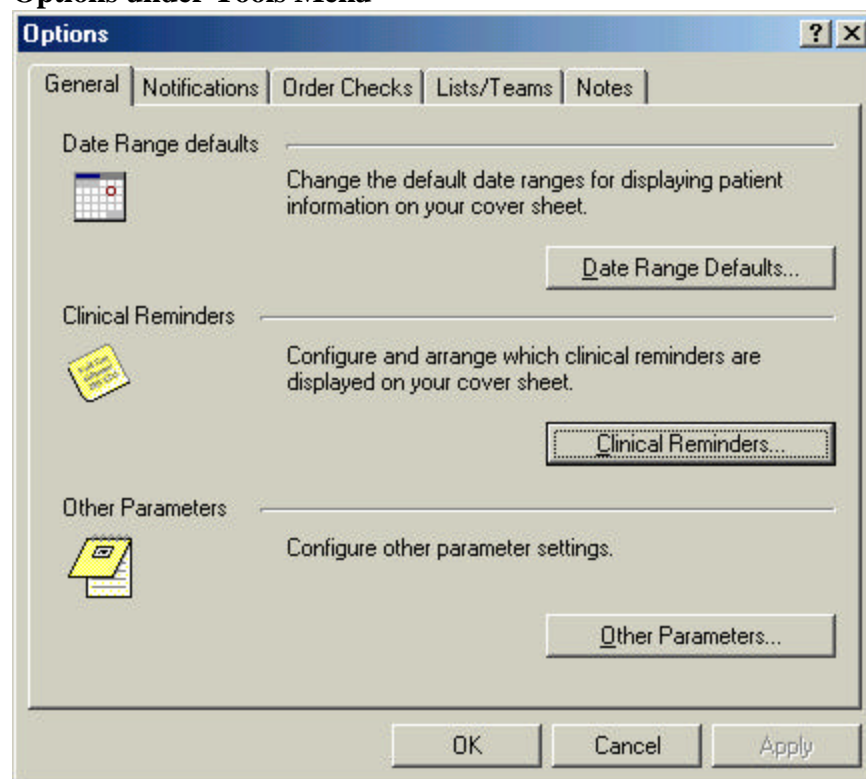 Options under Tools Menu
Options
General Notifications Order Checks Lists/Teams Notes
Date Range defaults
Change the default date ranges for displaying patient
information on your cover sheet.
Date Range Defaults...
Clinical Reminders
Configure and arrange which clinical reminders are
displayed on your cover sheet.
Clinical Reminders...
Other Parameters
Configure other parameter settings.
Other Parameters...
OK Cancel Apply